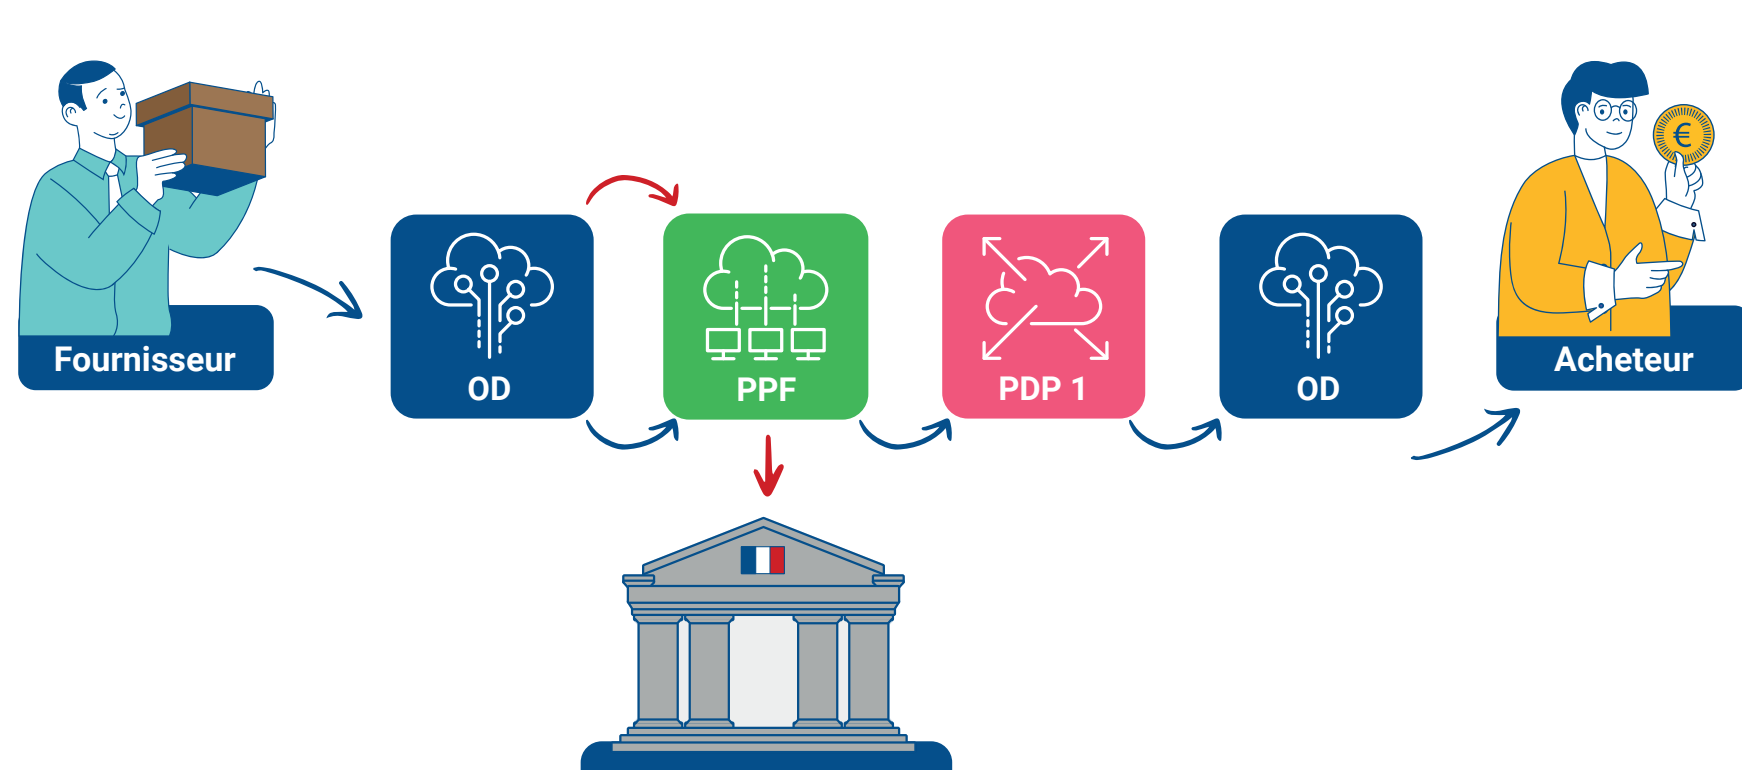 Fournisseur
OD
PPF
PDP 1
OD
Acheteur
€